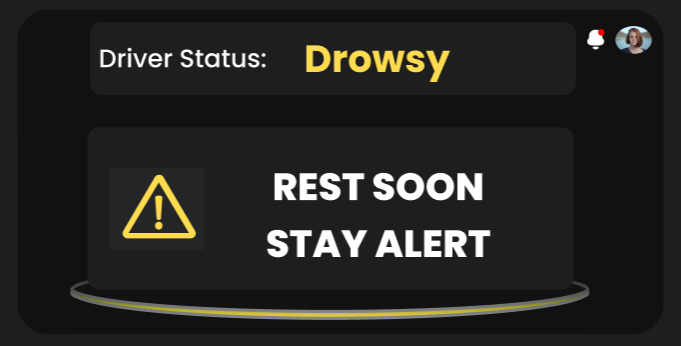 Driver Status: Drowsy
REST SOON
STAY ALERT